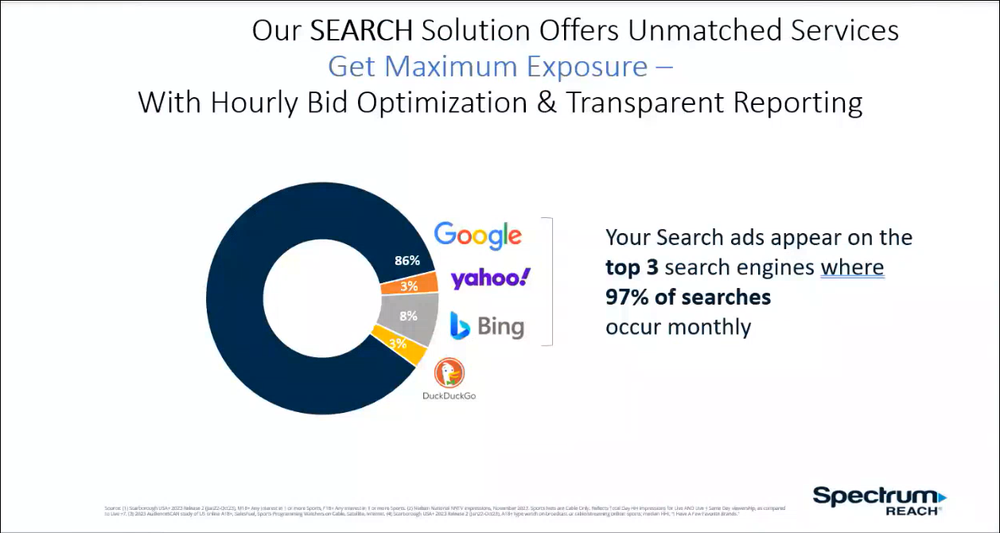 Our SEARCH Solution Offers Unmatched Services
Get Maximum Exposure –
With Hourly Bid Optimization & Transparent Reporting
86%
3%
8%
3%
Google
yahoo!
Bing
DuckDuckGo
Your Search ads appear on the
top 3 search engines where
97% of searches
occur monthly
Spectrum
REACH
Source: (1) Scarborough USA+ 2023 Release 2 (Jan22-Oct23), M18+ Any interest in 1 or more Sports, F18+ Any interest in 1 or more Sports. (2) Nielsen National NNTV impressions, November 2023. Sports Nets are Cable Only. Reflects Total Day HH impressions for Live AND Live + Same Day viewership, as compared
to Live +7. (3) 2023 AudienceSCAN study of US online A18+, SalesFuel, Sports Programming Watchers on Cable, Satellite, Internet. (4) Scarborough USA+ 2023 Release 2 (Jan22-Oct23), A18+ type watch on broadcast or cable/streaming online: sports; median HHI; "I Have A Few Favorite Brands."